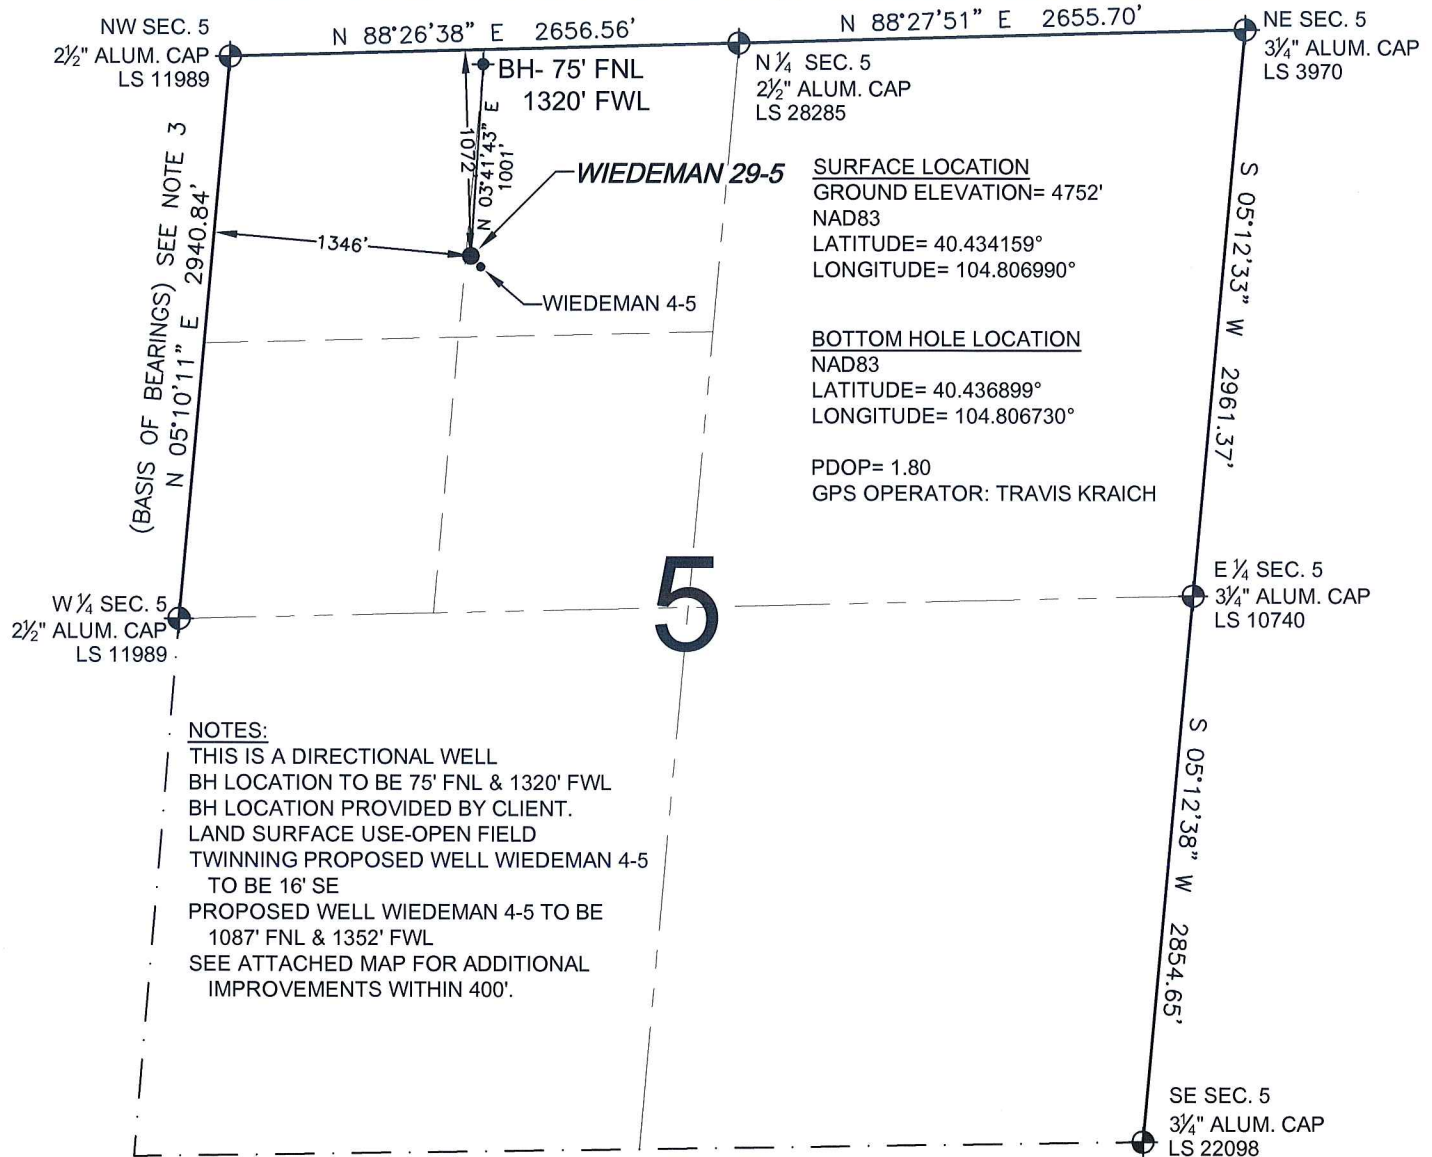 NW SEC. 5
2½" ALUM. CAP
LS 11989
N 88°26'38" E 2656.56'
N 88°27'51" E 2655.70'
NE SEC. 5
3¼" ALUM. CAP
LS 3970
BH- 75' FNL
1320' FWL
N ¼ SEC. 5
2½" ALUM. CAP
LS 28285
1072'
N 03°41'43" E
1001'
WIEDEMAN 29-5
1346'
WIEDEMAN 4-5
(BASIS OF BEARINGS) SEE NOTE 3
N 05°10'11" E 2940.84'
SURFACE LOCATION
GROUND ELEVATION= 4752'
NAD83
LATITUDE= 40.434159°
LONGITUDE= 104.806990°
BOTTOM HOLE LOCATION
NAD83
LATITUDE= 40.436899°
LONGITUDE= 104.806730°
PDOP= 1.80
GPS OPERATOR: TRAVIS KRAICH
S 05°12'33" W 2961.37'
W ¼ SEC. 5
2½" ALUM. CAP
LS 11989
5
E ¼ SEC. 5
3¼" ALUM. CAP
LS 10740
NOTES:
THIS IS A DIRECTIONAL WELL
BH LOCATION TO BE 75' FNL & 1320' FWL
BH LOCATION PROVIDED BY CLIENT.
LAND SURFACE USE-OPEN FIELD
TWINNING PROPOSED WELL WIEDEMAN 4-5
TO BE 16' SE
PROPOSED WELL WIEDEMAN 4-5 TO BE
1087' FNL & 1352' FWL
SEE ATTACHED MAP FOR ADDITIONAL
IMPROVEMENTS WITHIN 400'.
S 05°12'38" W 2854.65'
SE SEC. 5
3¼" ALUM. CAP
LS 22098